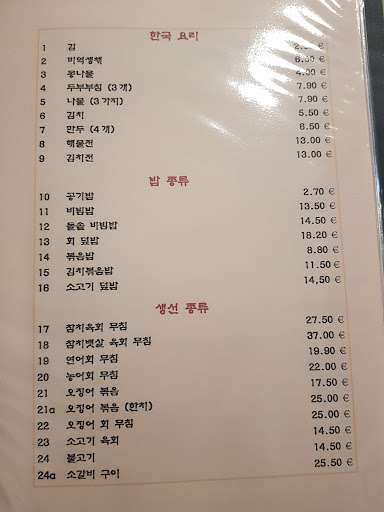 한국 요리
1 김 €
2 미역생채 6.00 €
3 콩나물 4.00 €
4 두부부침 (3개) 7.90 €
5 나물 (3가지) 7.90 €
6 김치 5.50 €
7 만두 (4개) 8.50 €
8 해물전 13.00 €
9 김치전 13.00 €
밥 종류
10 공기밥 2.70 €
11 비빔밥 13.50 €
12 돌솥 비빔밥 14.50 €
13 회 덮밥 18.20 €
14 볶음밥 8.80 €
15 김치볶음밥 11.50 €
16 소고기 덮밥 14,50 €
생선 종류
17 참치육회 무침 27.50 €
18 참치뱃살 육회 무침 37.00 €
19 연어회 무침 19.90 €
20 농어회 무침 22.00 €
21 오징어 볶음 17.50 €
21a 오징어 볶음 (한치) 25.00 €
22 오징어 회 무침 25.00 €
23 소고기 육회 14.50 €
24 불고기 14.50 €
24a 소갈비 구이 25.50 €